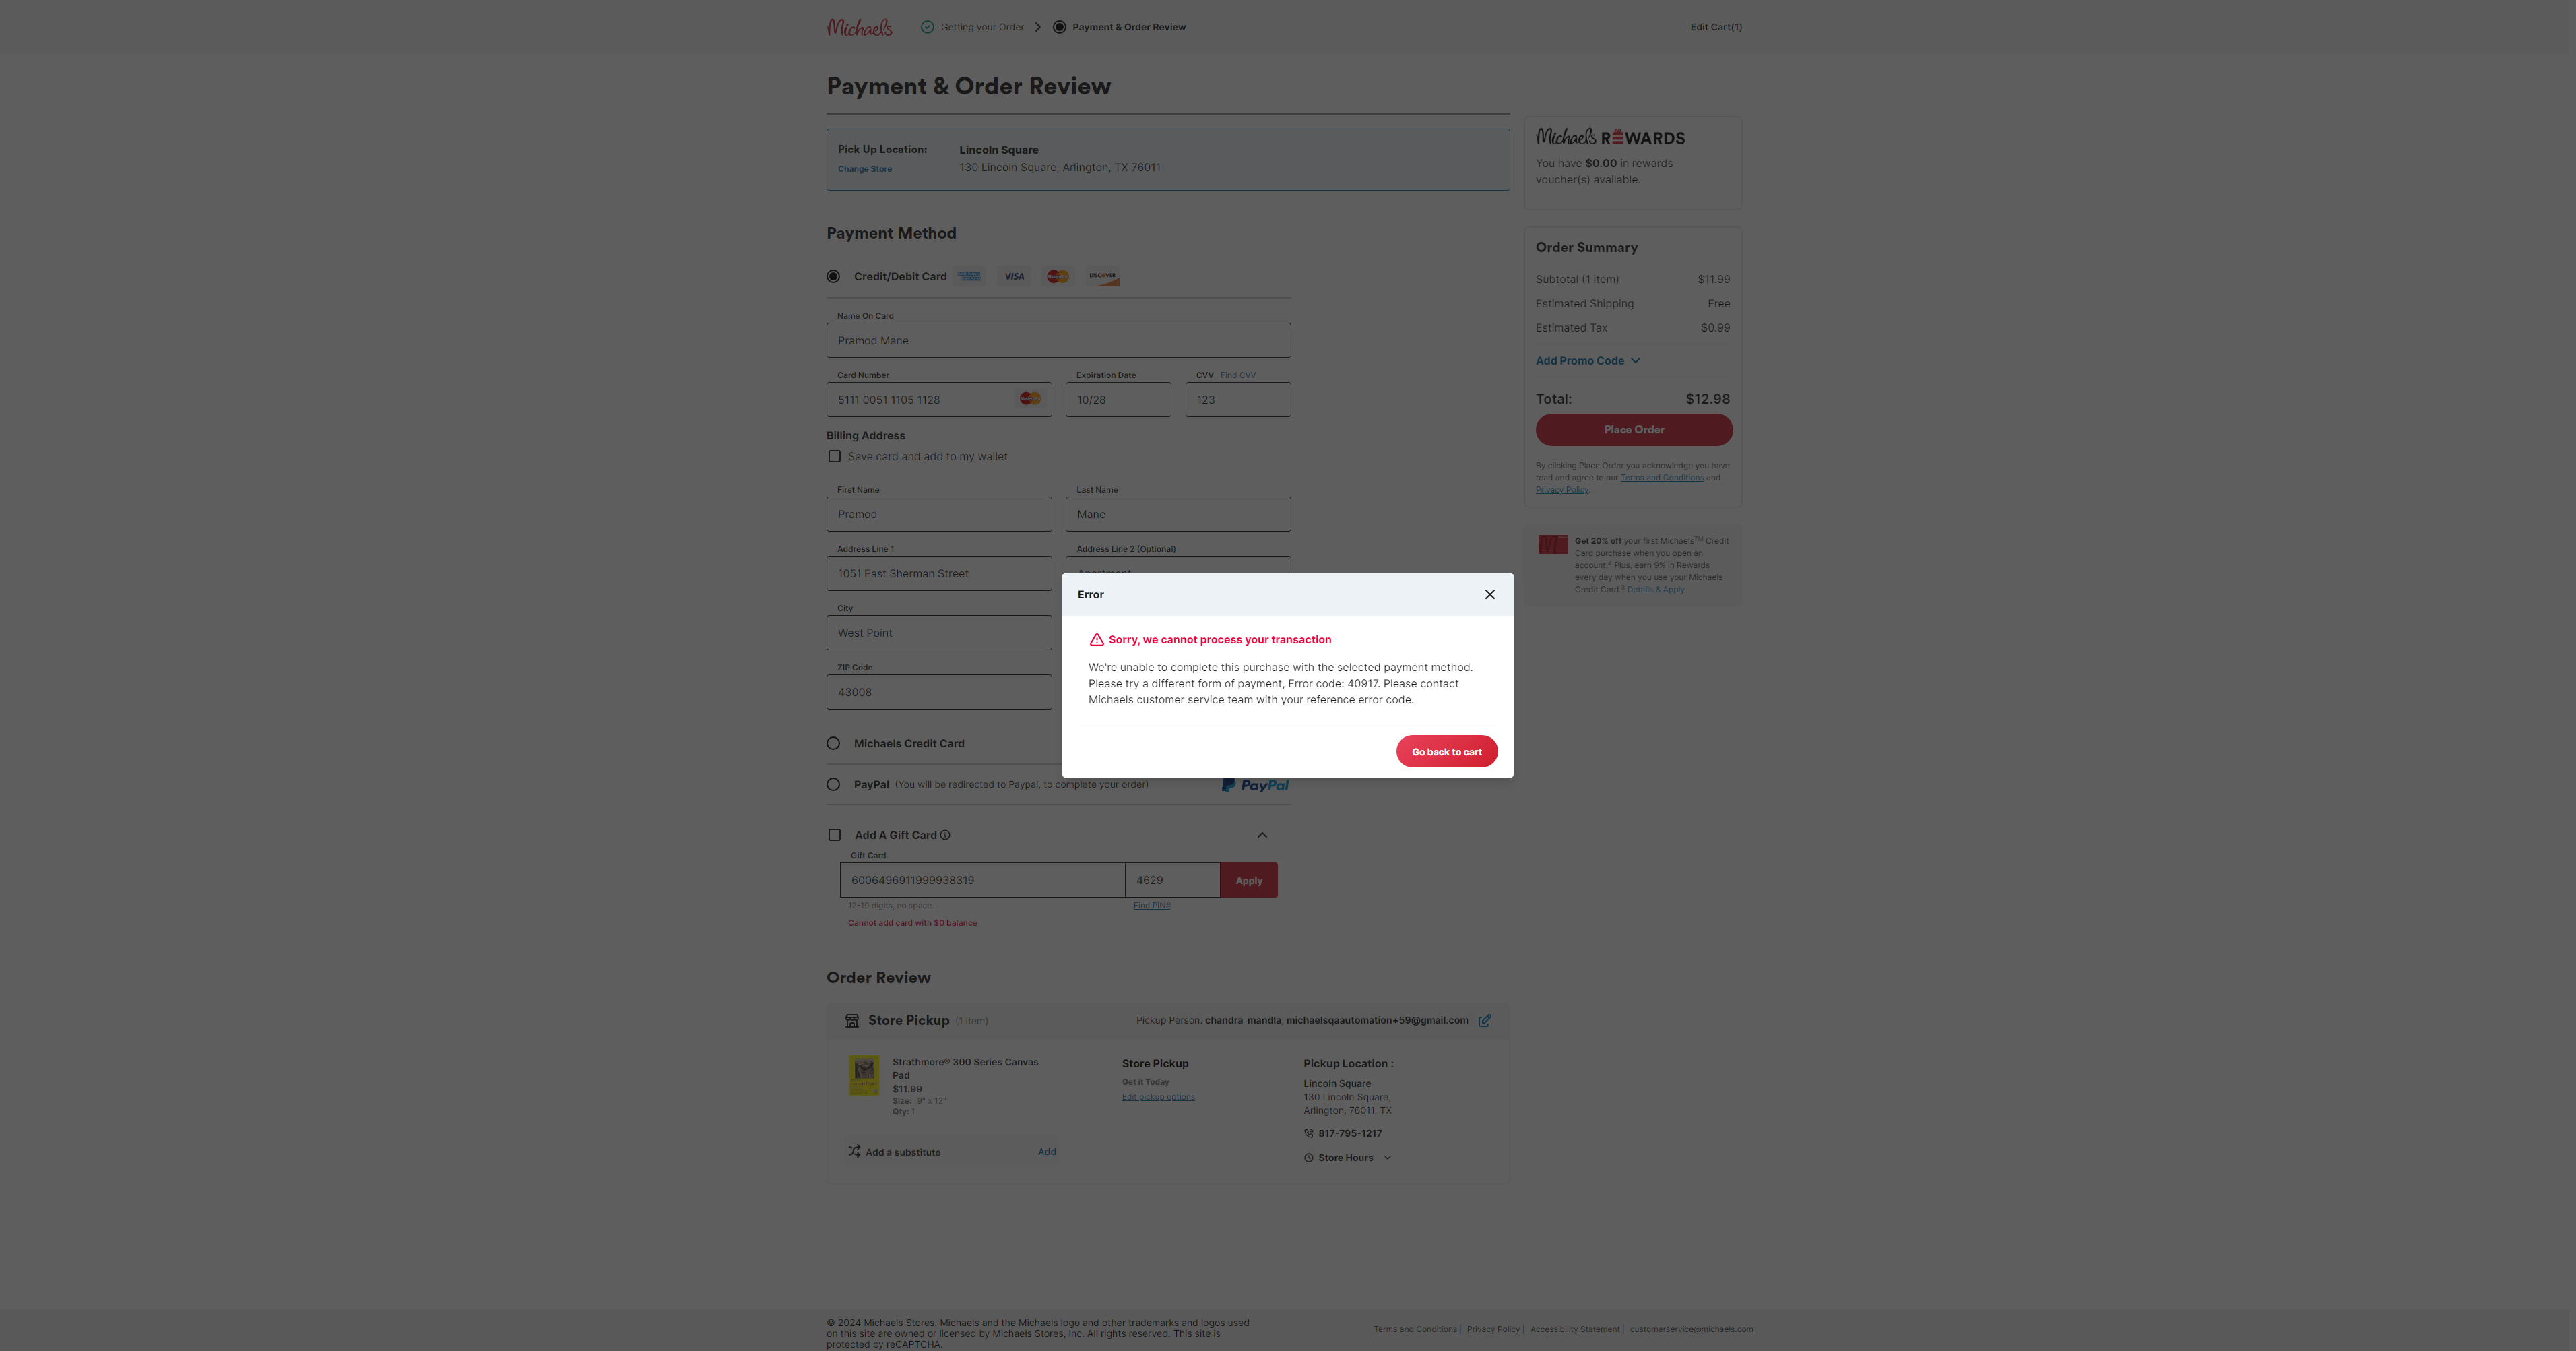 Michaels
Getting your Order
Payment & Order Review
Edit Cart(1)
Payment & Order Review
Pick Up Location:
Lincoln Square
Change Store
130 Lincoln Square, Arlington, TX 76011
Michaels REWARDS
You have $0.00 in rewards
voucher(s) available.
Payment Method
Credit/Debit Card
VISA
DISCOVER
Name On Card
Pramod Mane
Card Number
Expiration Date
CVV Find CVV
5111 0051 1105 1128
10/28
123
Billing Address
Save card and add to my wallet
First Name
Last Name
Pramod
Mane
Address Line 1
Address Line 2 (Optional)
1051 East Sherman Street
City
West Point
ZIP Code
43008
Michaels Credit Card
PayPal (You will be redirected to Paypal, to complete your order)
PayPal
Add A Gift Card
Gift Card
6006496911999938319
4629
Apply
12-19 digits, no space.
Find PIN#
Cannot add card with $0 balance
Order Summary
Subtotal (1 item) $11.99
Estimated Shipping Free
Estimated Tax $0.99
Add Promo Code
Total: $12.98
Place Order
By clicking Place Order you acknowledge you have
read and agree to our Terms and Conditions and
Privacy Policy.
Get 20% off your first Michaels™ Credit
Card purchase when you open an
account.² Plus, earn 9% in Rewards
every day when you use your Michaels
Credit Card.³ Details & Apply
Error
Sorry, we cannot process your transaction
We're unable to complete this purchase with the selected payment method.
Please try a different form of payment, Error code: 40917. Please contact
Michaels customer service team with your reference error code.
Go back to cart
Order Review
Store Pickup (1 item)
Pickup Person: chandra mandla, michaelsqaautomation+59@gmail.com
Strathmore® 300 Series Canvas
Pad
$11.99
Size: 9" x 12"
Qty: 1
Add a substitute
Add
Store Pickup
Get it Today
Edit pickup options
Pickup Location :
Lincoln Square
130 Lincoln Square,
Arlington, 76011, TX
817-795-1217
Store Hours
© 2024 Michaels Stores. Michaels and the Michaels logo and other trademarks and logos used
on this site are owned or licensed by Michaels Stores, Inc. All rights reserved. This site is
protected by reCAPTCHA.
Terms and Conditions | Privacy Policy | Accessibility Statement | customerservice@michaels.com